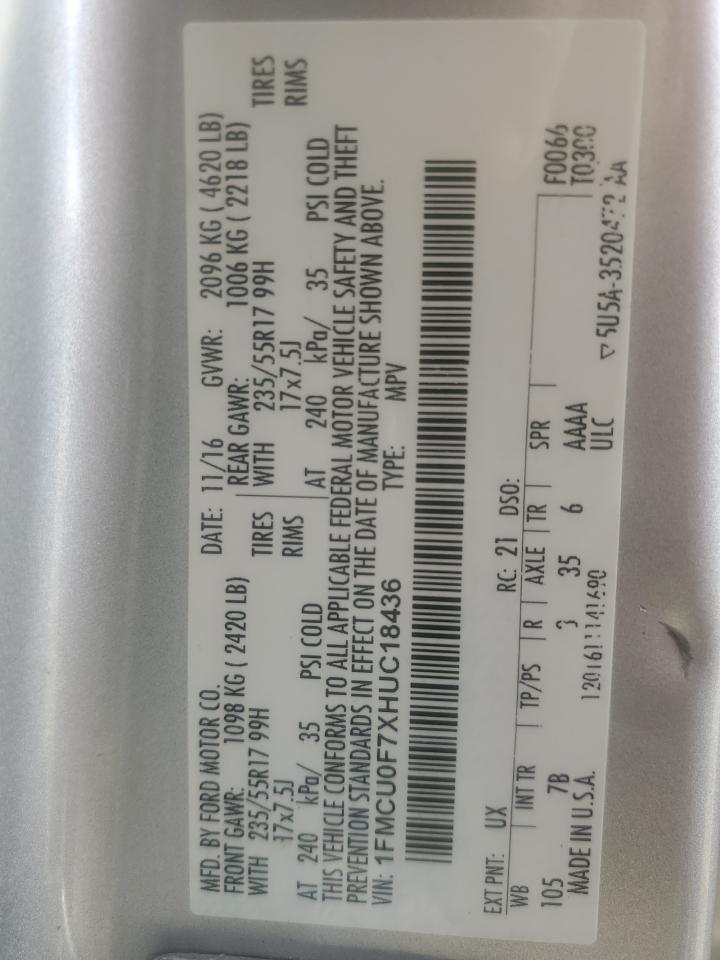 MFD. BY FORD MOTOR CO.
DATE: 11/16 GVWR: 2096 KG ( 4620 LB)
FRONT GAWR: 1098 KG ( 2420 LB)
REAR GAWR: 1006 KG ( 2218 LB)
WITH 235/55R17 99H TIRES
WITH 235/55R17 99H TIRES
17x7.5J RIMS
17x7.5J RIMS
AT 240 kPa/ 35 PSI COLD
AT 240 kPa/ 35 PSI COLD
THIS VEHICLE CONFORMS TO ALL APPLICABLE FEDERAL MOTOR VEHICLE SAFETY AND THEFT
PREVENTION STANDARDS IN EFFECT ON THE DATE OF MANUFACTURE SHOWN ABOVE.
VIN: 1FMCU0F7XHUC18436 TYPE: MPV
EXT PNT: UX RC: 21 DSO: F0066
WB INT TR TP/PS R AXLE TR SPR T0300
105 7B 3 35 6 AAAA
MADE IN U.S.A. ULC